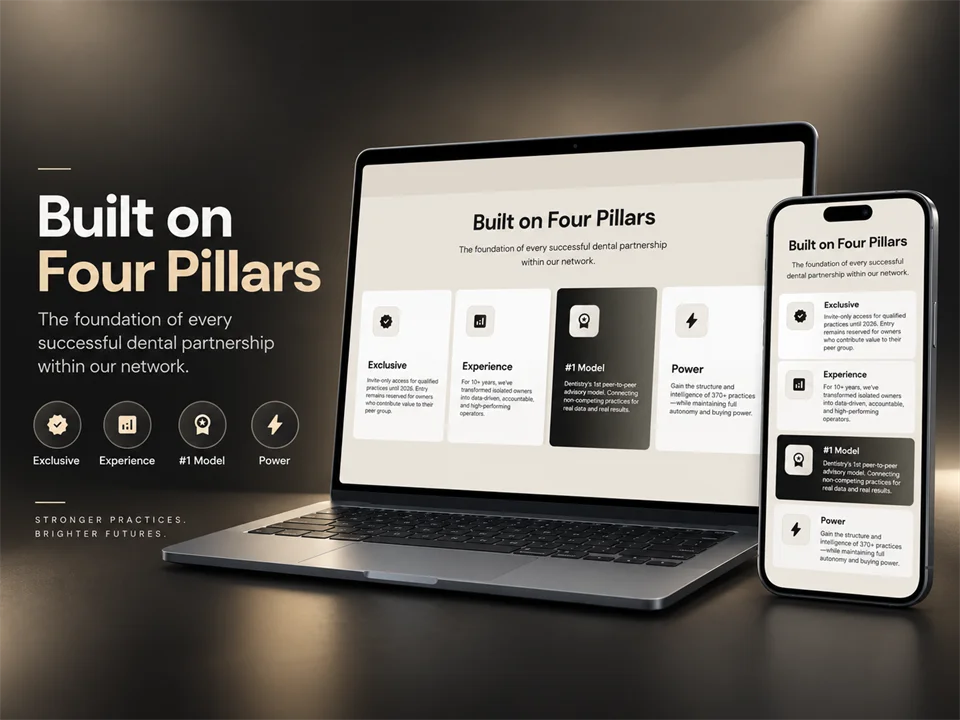 Built on
Four Pillars
The foundation of every
successful dental partnership
within our network.
Exclusive
Experience
#1 Model
Power
STRONGER PRACTICES.
BRIGHTER FUTURES.
Built on Four Pillars
The foundation of every successful dental partnership
within our network.
Exclusive
Invite-only access for qualified
practices until 2026. Entry
remains reserved for owners
who contribute value to their
peer group.
Experience
For 10+ years, we've
transformed isolated owners
into data-driven, accountable,
and high-performing
operators.
#1 Model
Dentistry's 1st peer-to-peer
advisory model. Connecting
non-competing practices for
real data and real results.
Power
Gain the structure and
intelligence of 370+ practices
—while maintaining full
autonomy and buying power.
Built on Four Pillars
The foundation of every successful
dental partnership within our network.
Exclusive
Invite-only access for qualified
practices until 2026. Entry
remains reserved for owners
who contribute value to their
peer group.
Experience
For 10+ years, we've
transformed isolated owners
into data-driven, accountable,
and high-performing
operators.
#1 Model
Dentistry's 1st peer-to-peer
advisory model. Connecting
non-competing practices for
real data and real results.
Power
Gain the structure and
intelligence of 370+ practices
—while maintaining full
autonomy and buying power.